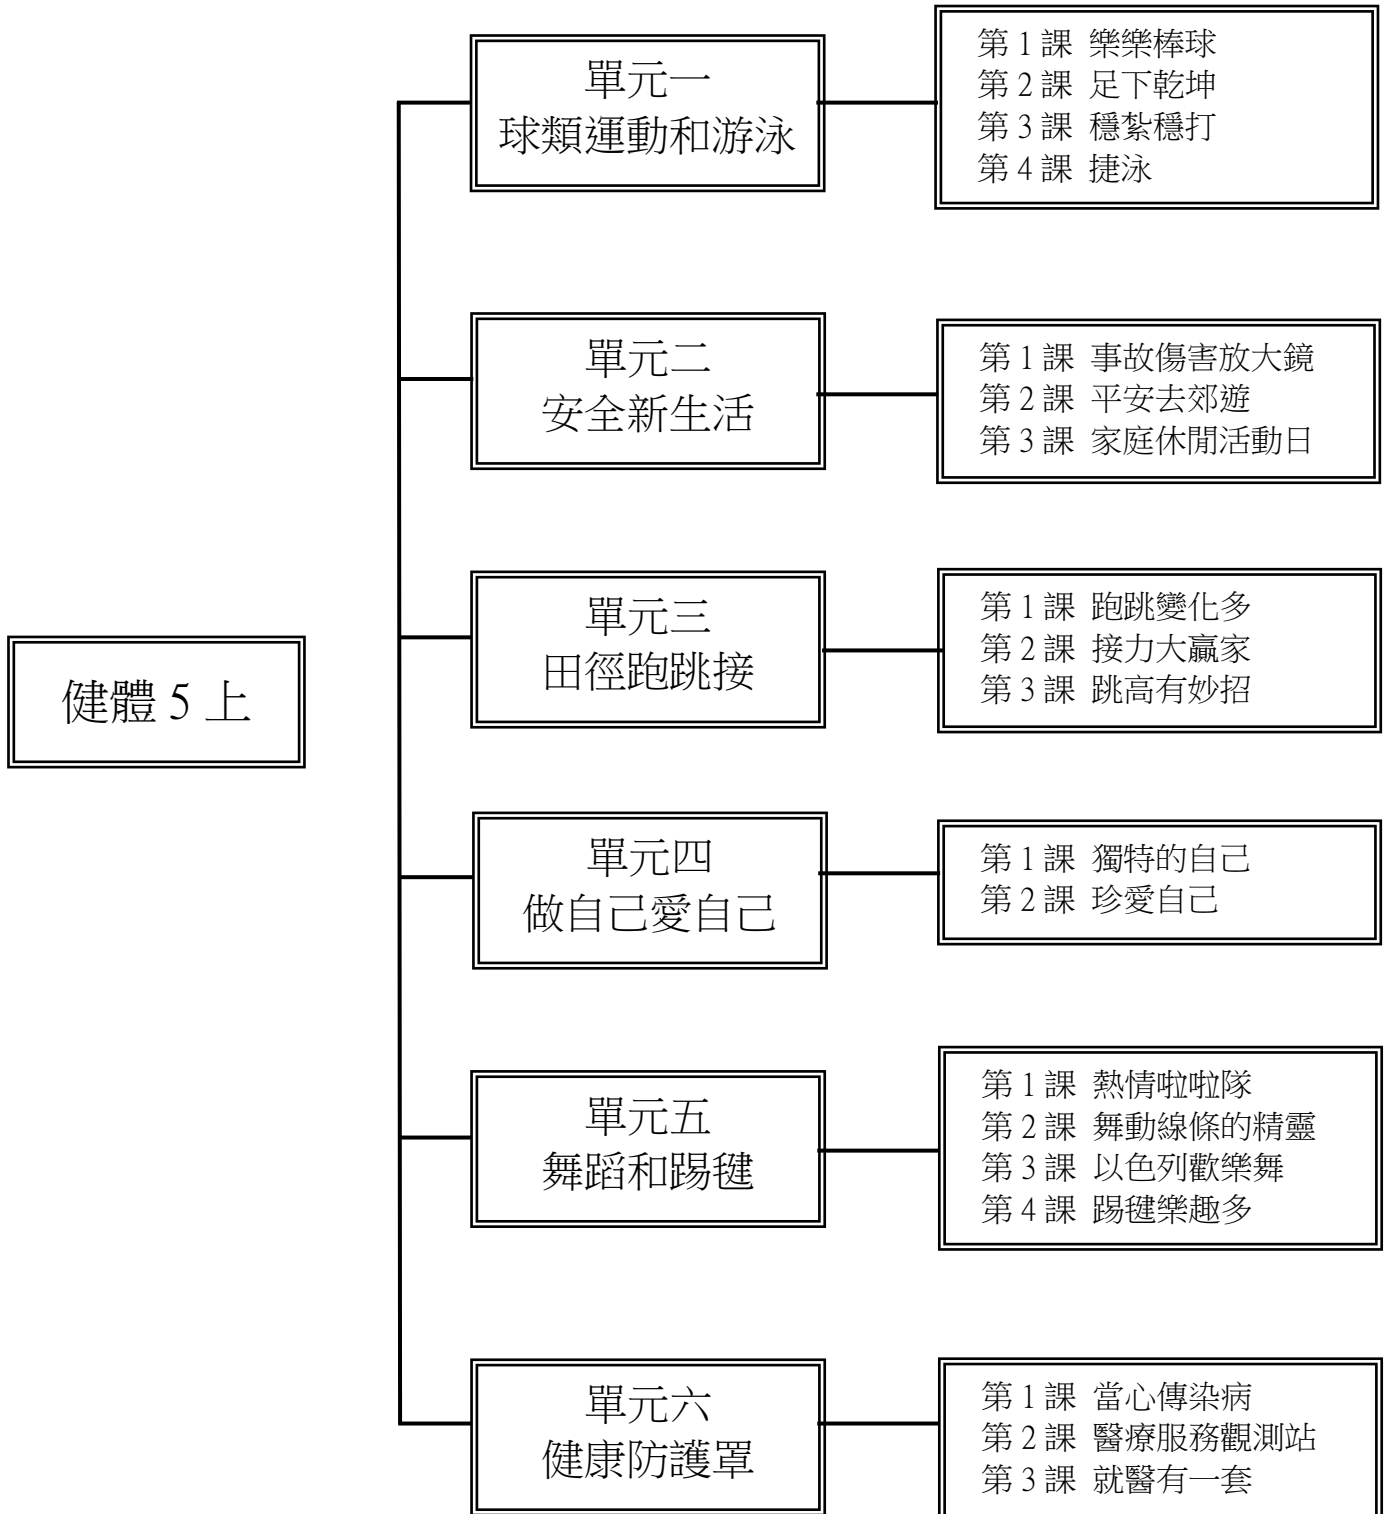 健體 5 上
單元一
球類運動和游泳
第 1 課 樂樂棒球
第 2 課 足下乾坤
第 3 課 穩紮穩打
第 4 課 捷泳
單元二
安全新生活
第 1 課 事故傷害放大鏡
第 2 課 平安去郊遊
第 3 課 家庭休閒活動日
單元三
田徑跑跳接
第 1 課 跑跳變化多
第 2 課 接力大贏家
第 3 課 跳高有妙招
單元四
做自己愛自己
第 1 課 獨特的自己
第 2 課 珍愛自己
單元五
舞蹈和踢毽
第 1 課 熱情啦啦隊
第 2 課 舞動線條的精靈
第 3 課 以色列歡樂舞
第 4 課 踢毽樂趣多
單元六
健康防護罩
第 1 課 當心傳染病
第 2 課 醫療服務觀測站
第 3 課 就醫有一套